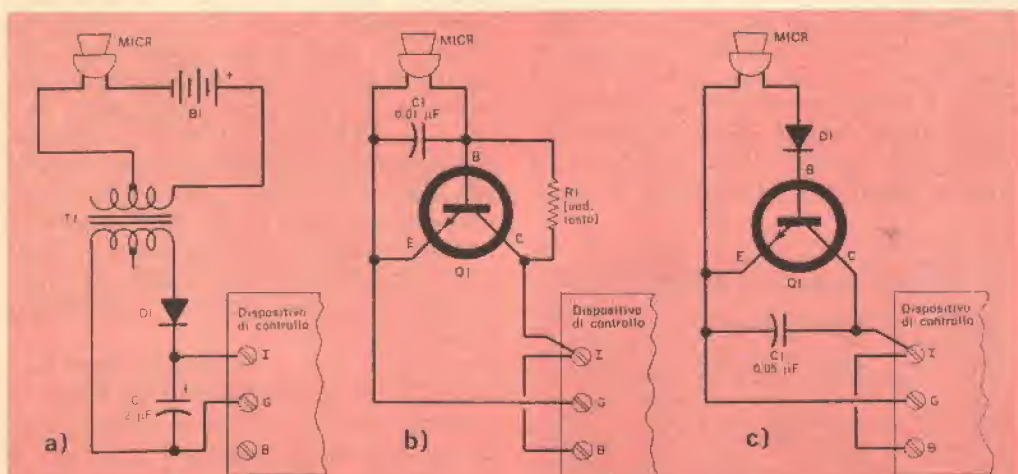 MICR
+
B1
T1
D1
+
C
2 µF
Dispositivo
di controllo
I
G
B
a)
MICR
C1
0.01 µF
B
R1
(ved.
testo)
E
C
Q1
Dispositivo
di controllo
I
G
B
b)
MICR
D1
B
E
C
Q1
C1
0.05 µF
Dispositivo
di controllo
I
G
B
c)